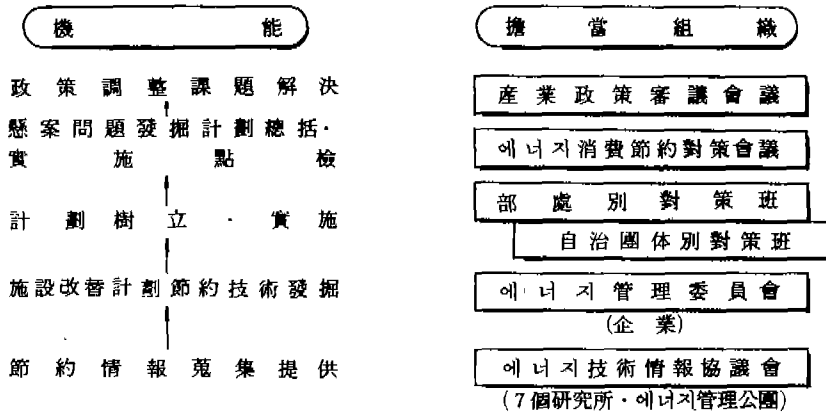 機能
政策調整課題解決
懸案問題發掘計劃總括·
實施點檢
計劃樹立·實施
施設改替計劃節約技術發掘
節約情報蒐集提供
擔當組織
産業政策審議會議
에너지消費節約對策會議
部處別對策班
自治團体別對策班
에너지管理委員會
(企業)
에너지技術情報協議會
(7個硏究所·에너지管理公團)